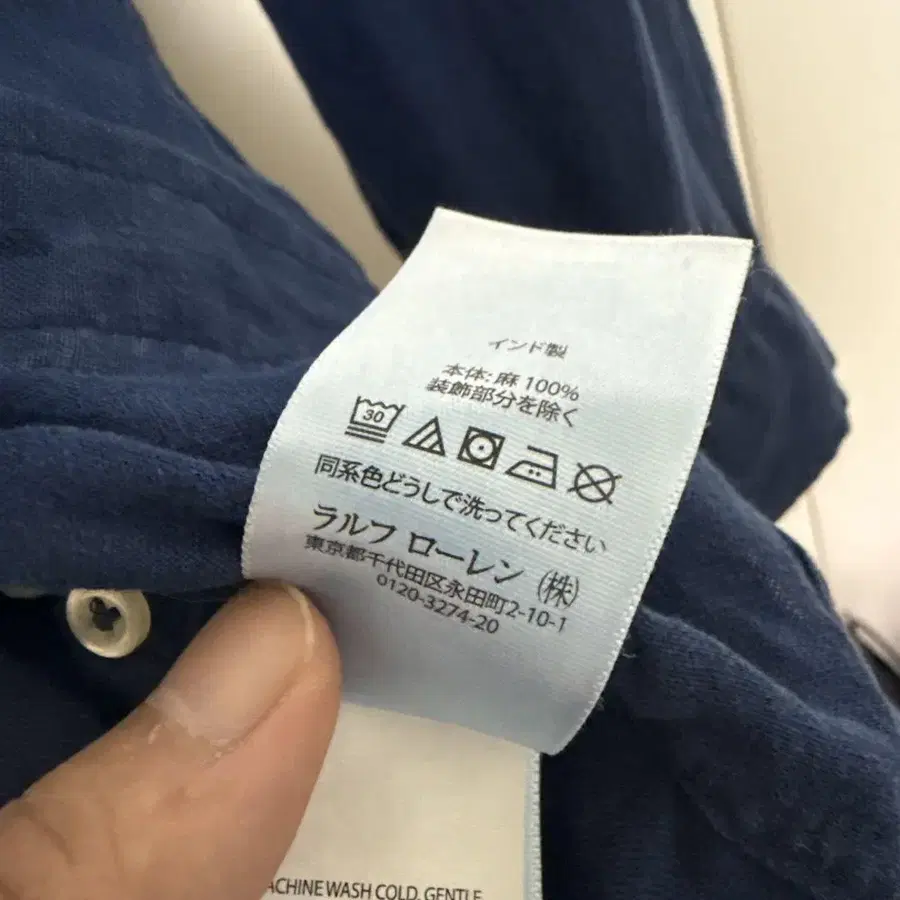 インド製
本体: 麻 100%
装飾部分を除く
30
同系色どうしで洗ってください
ラルフ ローレン (株)
東京都千代田区永田町2-10-1
0120-3274-20
ACHINE WASH COLD, GENTLE